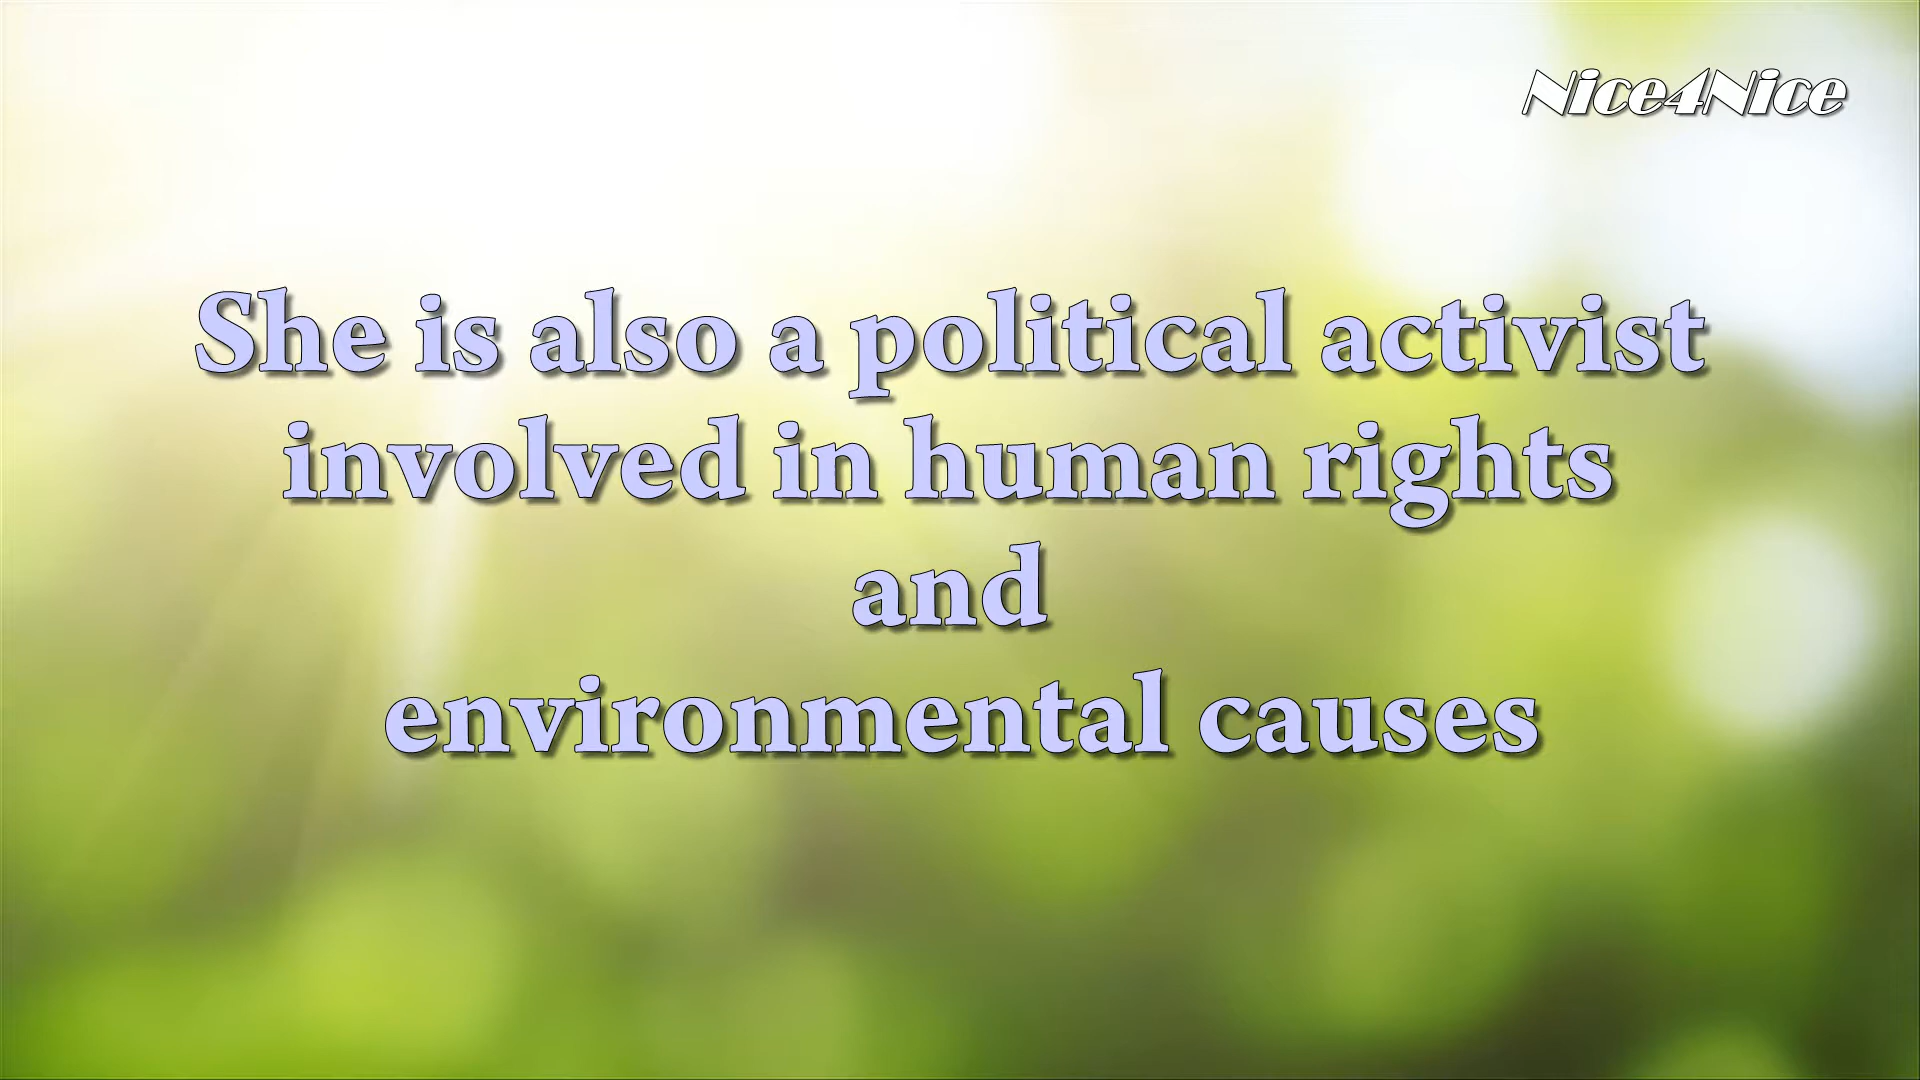 Nice4Nice
She is also a political activist
involved in human rights
and
environmental causes